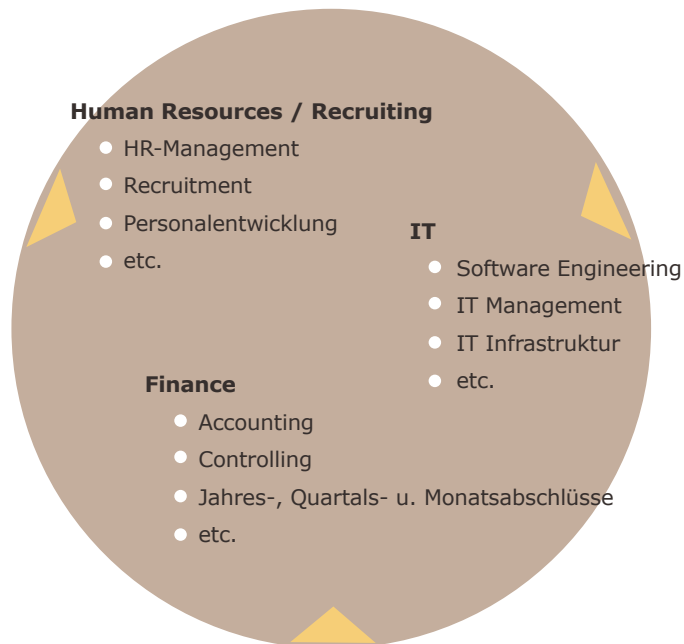 Human Resources / Recruiting
HR-Management
Recruitment
Personalentwicklung
etc.
IT
Software Engineering
IT Management
IT Infrastruktur
etc.
Finance
Accounting
Controlling
Jahres-, Quartals- u. Monatsabschlüsse
etc.